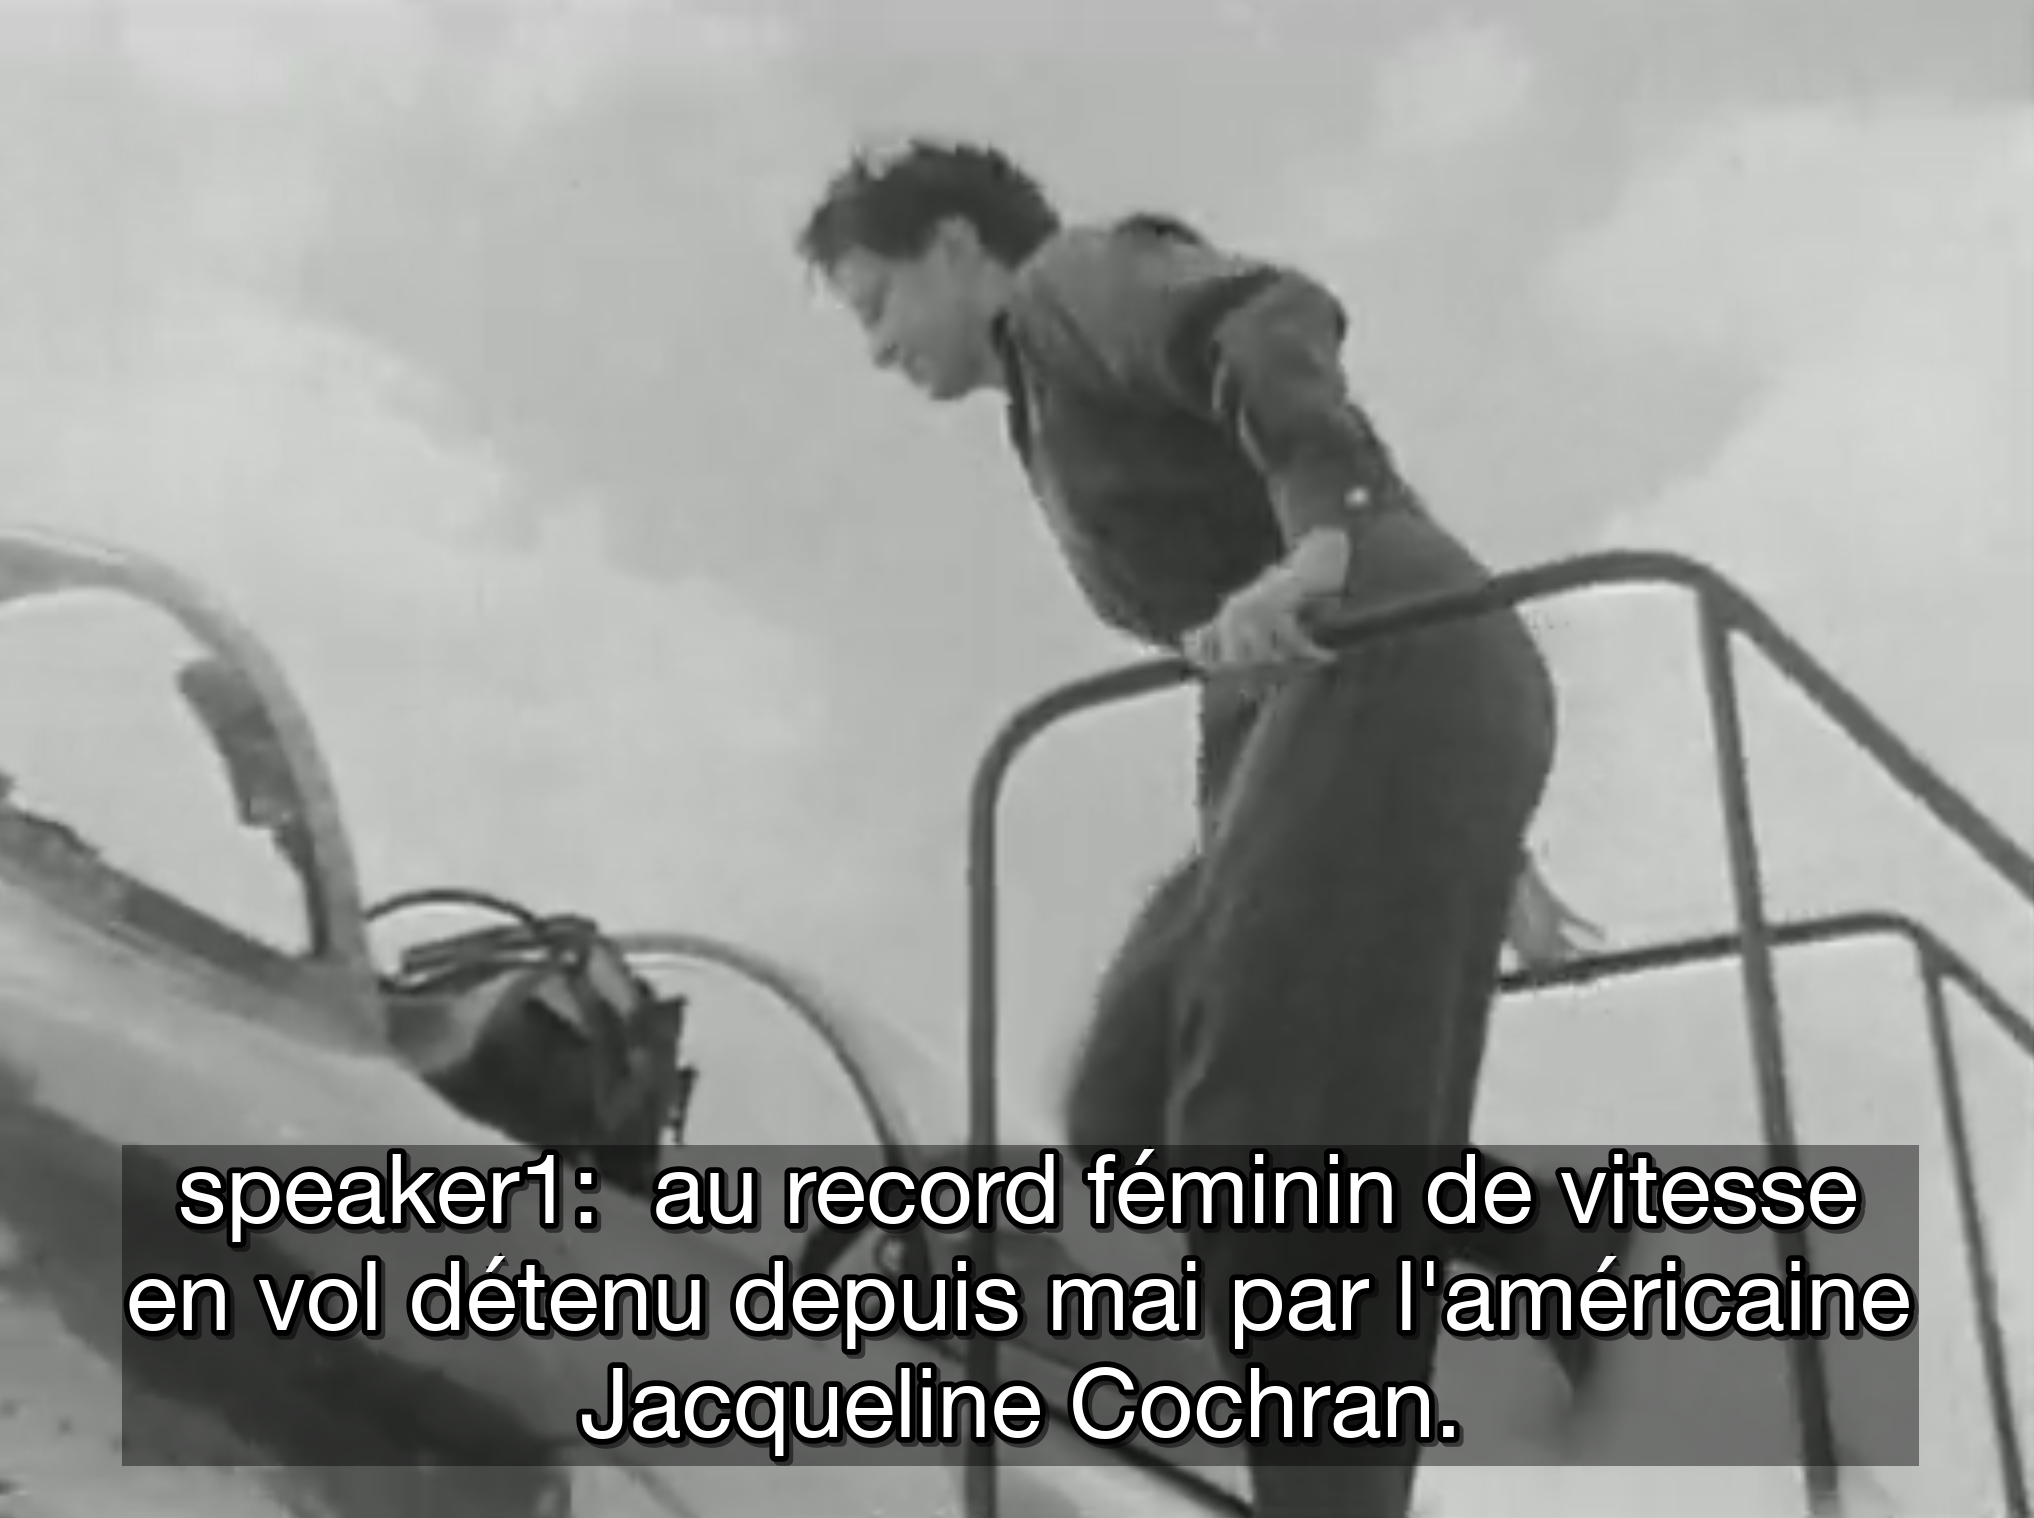 speaker1:  au record féminin de vitesse
en vol détenu depuis mai par l'américaine
Jacqueline Cochran.